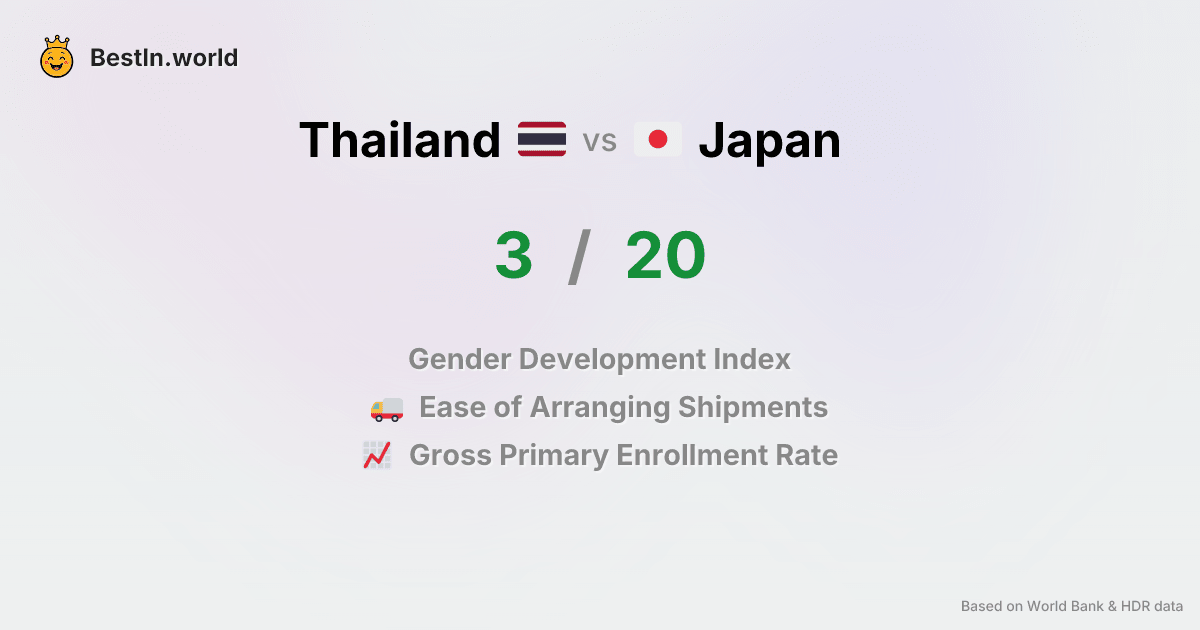 BestIn.world
Thailand vs Japan
3 / 20
Gender Development Index
Ease of Arranging Shipments
Gross Primary Enrollment Rate
Based on World Bank & HDR data